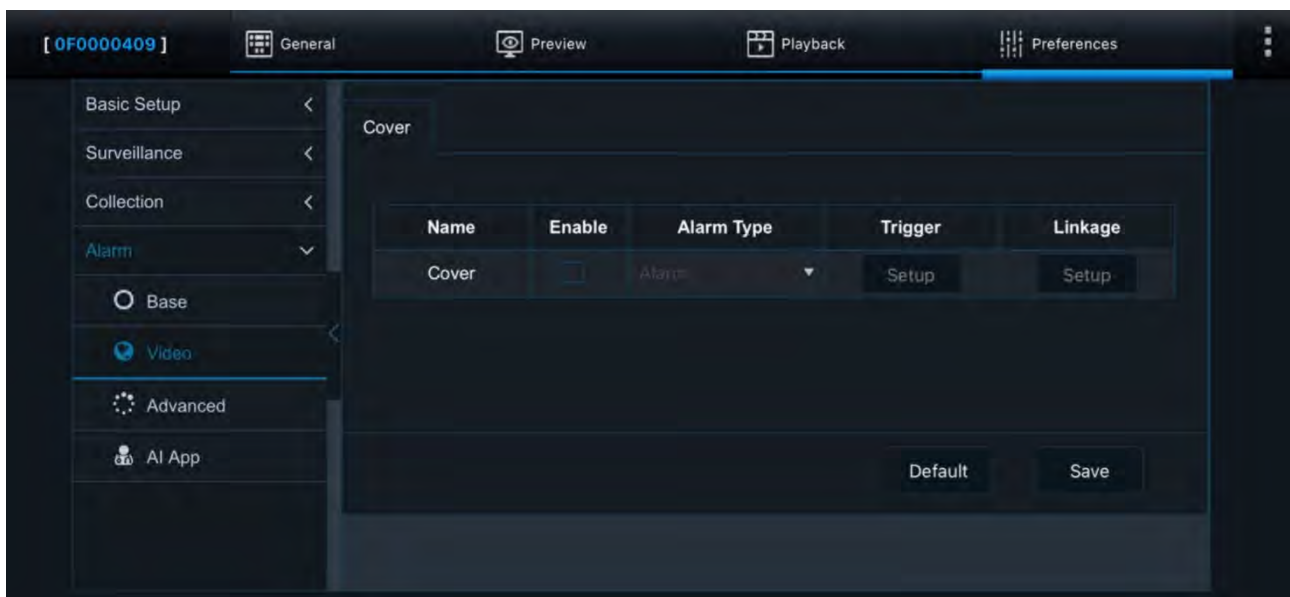 [ 0F0000409 ] General Preview Playback Preferences
Basic Setup
Surveillance
Collection
Alarm
Base
Video
Advanced
AI App
Cover
Name Enable Alarm Type Trigger Linkage
Cover Alarm Setup Setup
Default Save